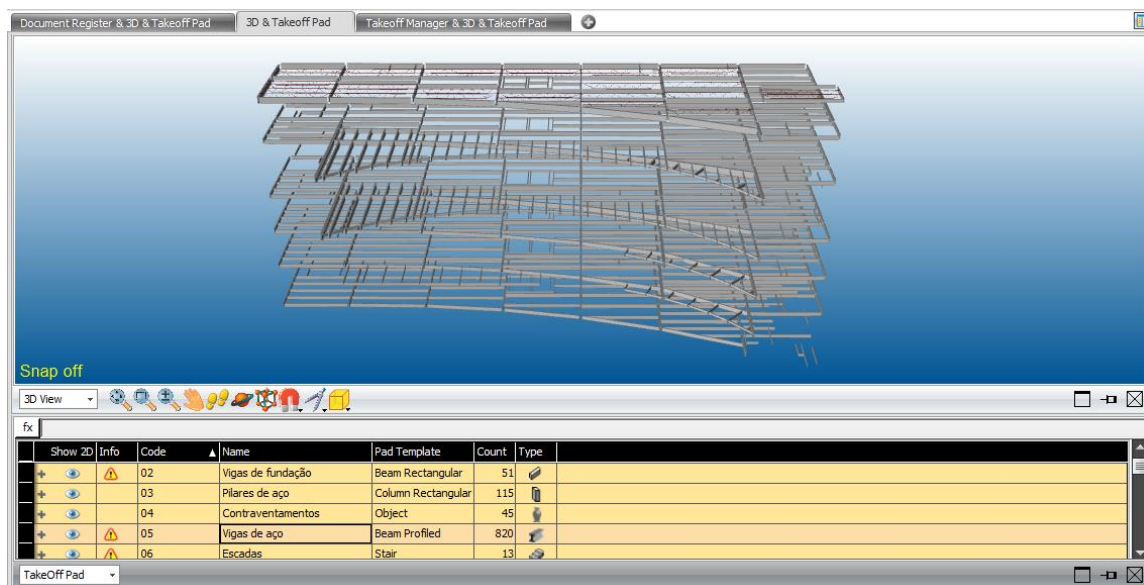 Document Register & 3D & Takeoff Pad 3D & Takeoff Pad Takeoff Manager & 3D & Takeoff Pad
Snap off
3D View
fx
Show 2D Info Code Name Pad Template Count Type
02 Vigas de fundação Beam Rectangular 51
03 Pilares de aço Column Rectangular 115
04 Contraventamentos Object 45
05 Vigas de aço Beam Profiled 820
06 Escadas Stair 13
TakeOff Pad